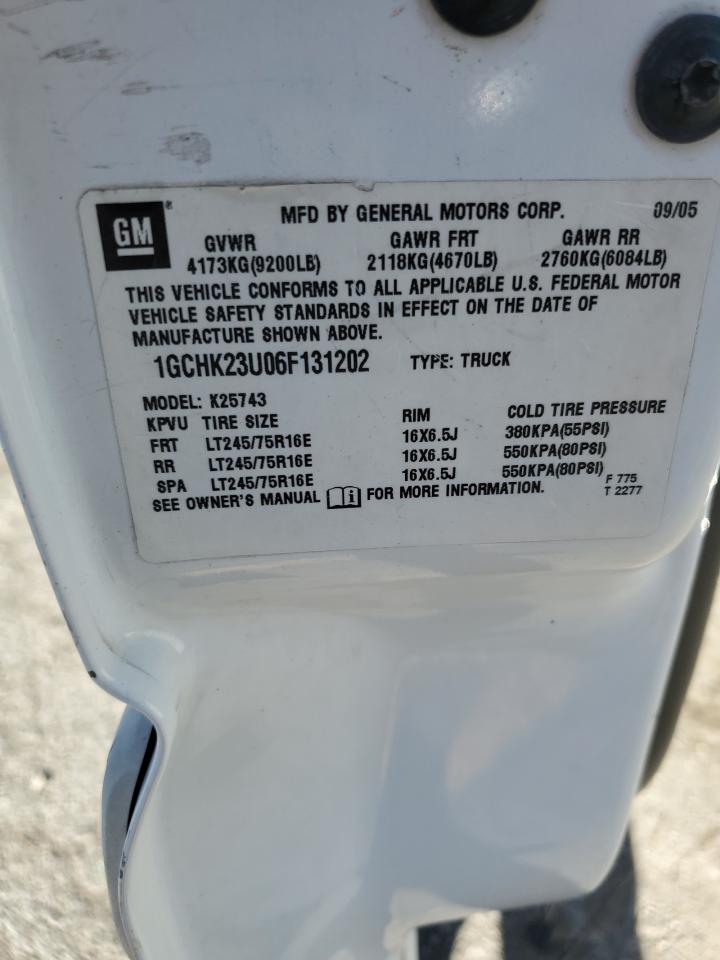 GM ® MFD BY GENERAL MOTORS CORP. 09/05
GVWR GAWR FRT GAWR RR
4173KG(9200LB) 2118KG(4670LB) 2760KG(6084LB)
THIS VEHICLE CONFORMS TO ALL APPLICABLE U.S. FEDERAL MOTOR
VEHICLE SAFETY STANDARDS IN EFFECT ON THE DATE OF
MANUFACTURE SHOWN ABOVE.
1GCHK23U06F131202 TYPE: TRUCK
MODEL: K25743
KPVU TIRE SIZE RIM COLD TIRE PRESSURE
FRT LT245/75R16E 16X6.5J 380KPA(55PSI)
RR LT245/75R16E 16X6.5J 550KPA(80PSI)
SPA LT245/75R16E 16X6.5J 550KPA(80PSI)
SEE OWNER'S MANUAL i FOR MORE INFORMATION.
F 775
T 2277